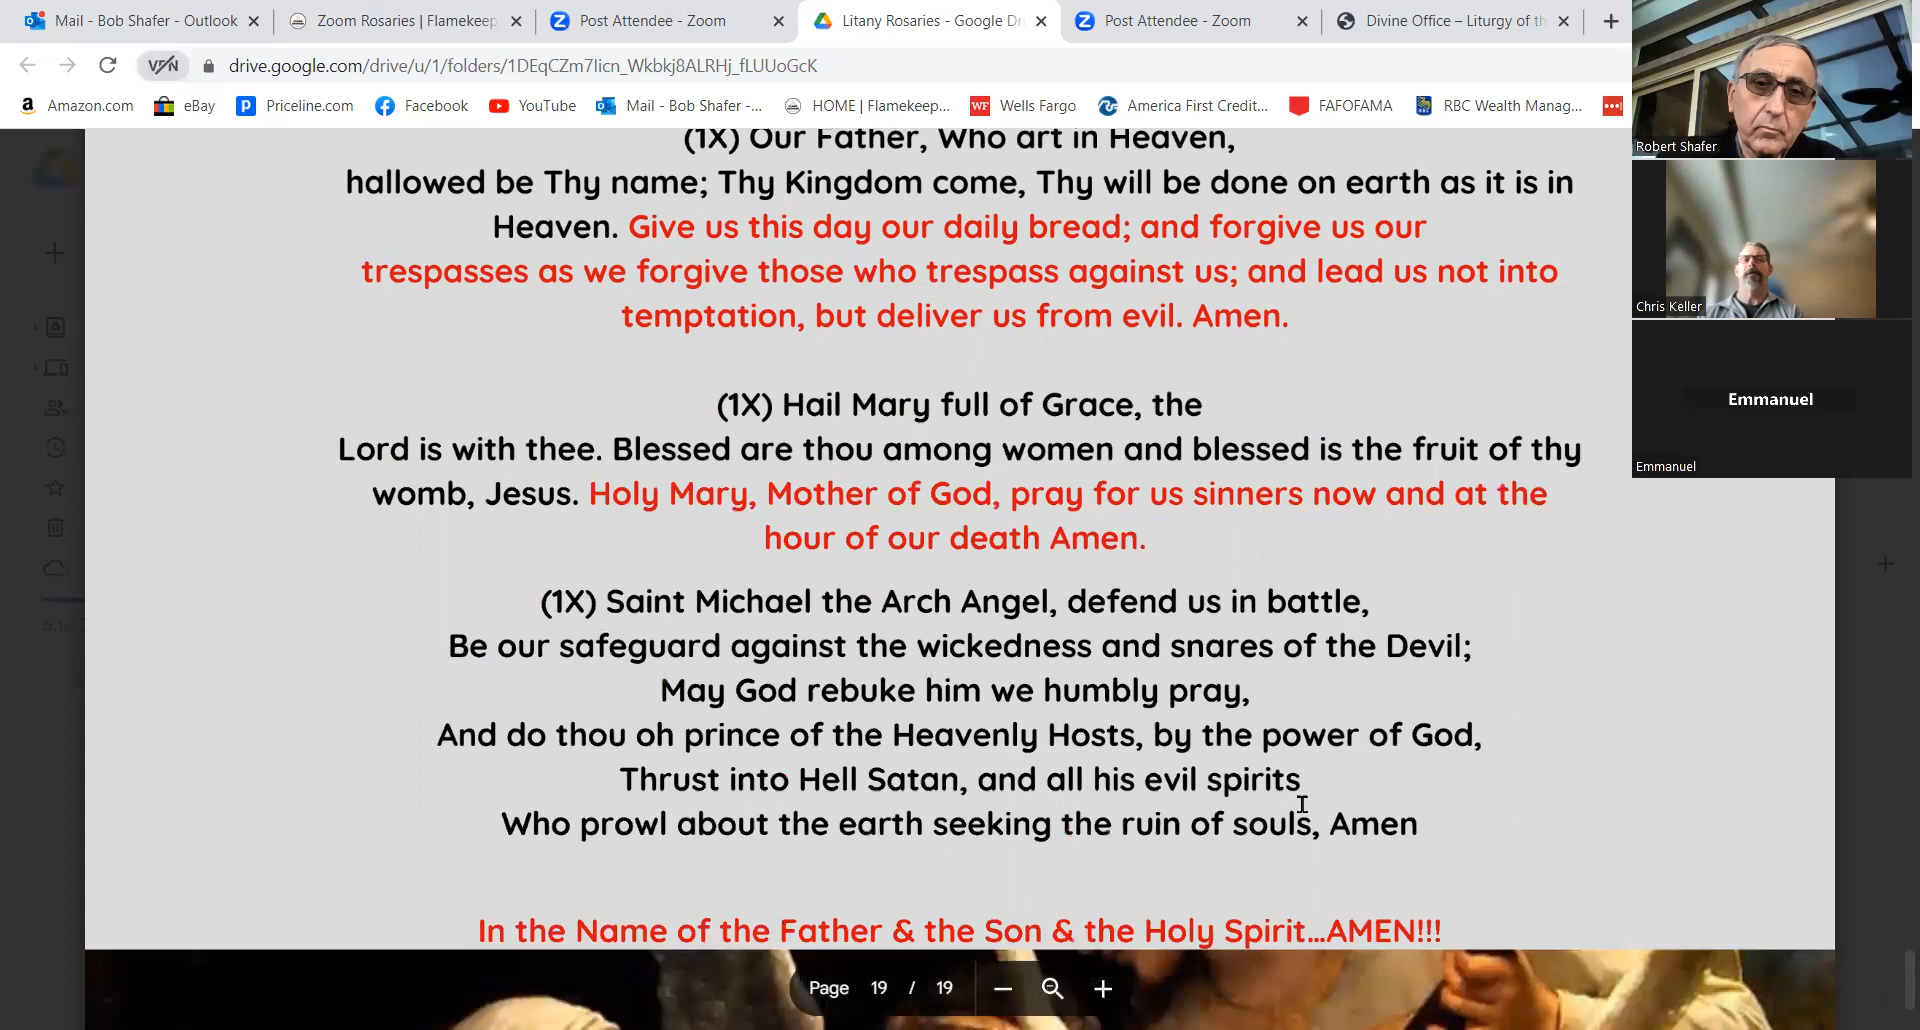 Mail - Bob Shafer - Outlook
Zoom Rosaries | Flamekeep
Post Attendee - Zoom
Litany Rosaries - Google Dr
Post Attendee - Zoom
Divine Office – Liturgy of th
VPN
drive.google.com/drive/u/1/folders/1DEqCZm7Iicn_Wkbkj8ALRHj_fLUUoGcK
Amazon.com
eBay
Priceline.com
Facebook
YouTube
Mail - Bob Shafer -...
HOME | Flamekeep...
WF Wells Fargo
America First Credit...
FAFOFAMA
RBC Wealth Manag...
(1X) Our Father, Who art in Heaven,
hallowed be Thy name; Thy Kingdom come, Thy will be done on earth as it is in
Heaven. Give us this day our daily bread; and forgive us our
trespasses as we forgive those who trespass against us; and lead us not into
temptation, but deliver us from evil. Amen.
(1X) Hail Mary full of Grace, the
Lord is with thee. Blessed are thou among women and blessed is the fruit of thy
womb, Jesus. Holy Mary, Mother of God, pray for us sinners now and at the
hour of our death Amen.
(1X) Saint Michael the Arch Angel, defend us in battle,
Be our safeguard against the wickedness and snares of the Devil;
May God rebuke him we humbly pray,
And do thou oh prince of the Heavenly Hosts, by the power of God,
Thrust into Hell Satan, and all his evil spirits
Who prowl about the earth seeking the ruin of souls, Amen
In the Name of the Father & the Son & the Holy Spirit...AMEN!!!
Page 19 / 19
Robert Shafer
Chris Keller
Emmanuel
Emmanuel